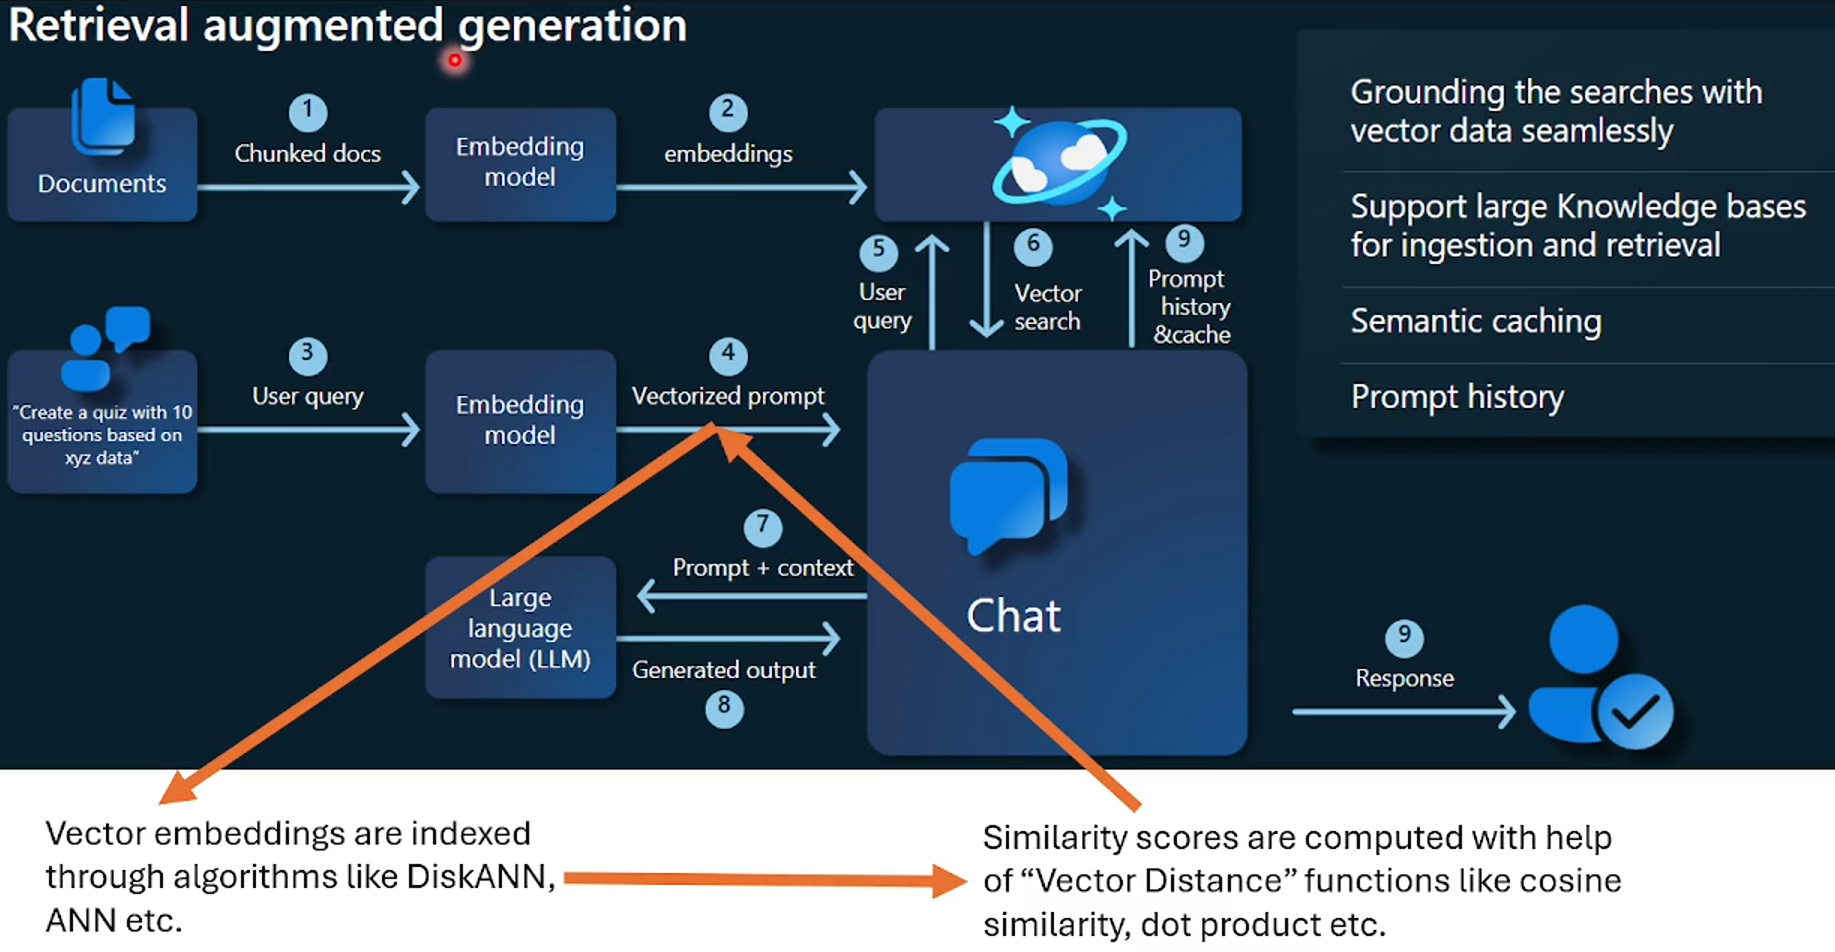 Retrieval augmented generation
1
Chunked docs
2
embeddings
Documents
Embedding
model
5
User
query
6
Vector
search
9
Prompt
history
&cache
Grounding the searches with
vector data seamlessly
Support large Knowledge bases
for ingestion and retrieval
Semantic caching
Prompt history
3
User query
4
Vectorized prompt
"Create a quiz with 10
questions based on
xyz data"
Embedding
model
7
Prompt + context
Large
language
model (LLM)
Generated output
8
Chat
9
Response
Vector embeddings are indexed
through algorithms like DiskANN,
ANN etc.
Similarity scores are computed with help
of “Vector Distance” functions like cosine
similarity, dot product etc.